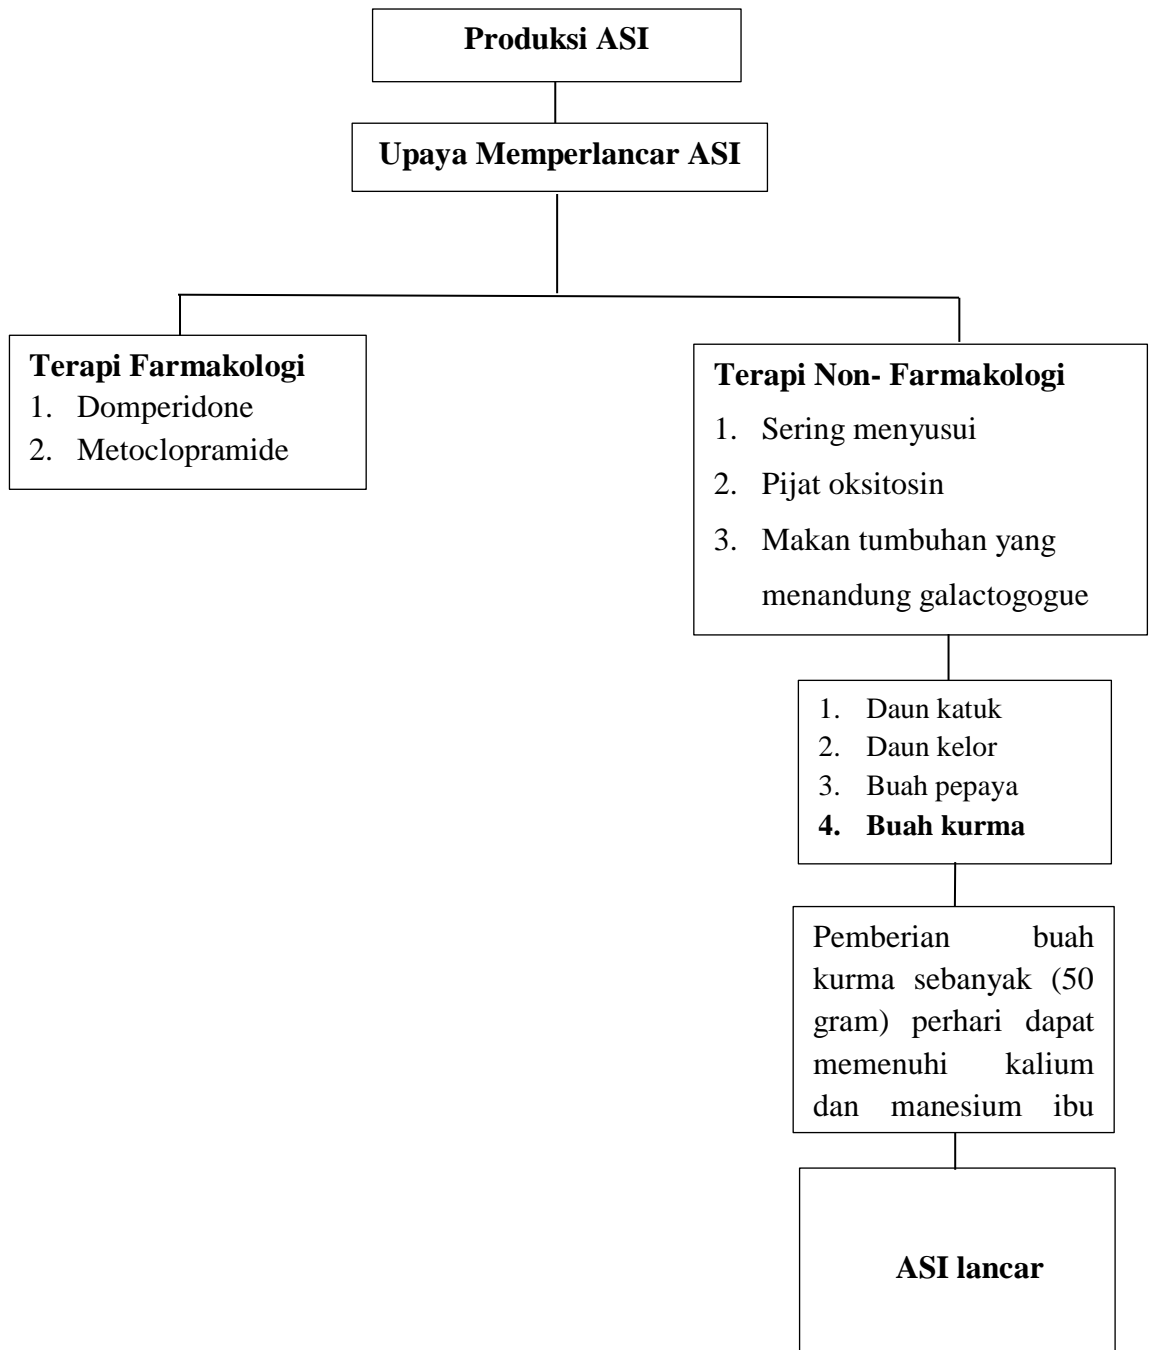 Produksi ASI
Upaya Memperlancar ASI
Terapi Farmakologi
1. Domperidone
2. Metoclopramide
Terapi Non- Farmakologi
1. Sering menyusui
2. Pijat oksitosin
3. Makan tumbuhan yang
menandung galactogogue
1. Daun katuk
2. Daun kelor
3. Buah pepaya
4. Buah kurma
Pemberian buah
kurma sebanyak (50
gram) perhari dapat
memenuhi kalium
dan manesium ibu
ASI lancar